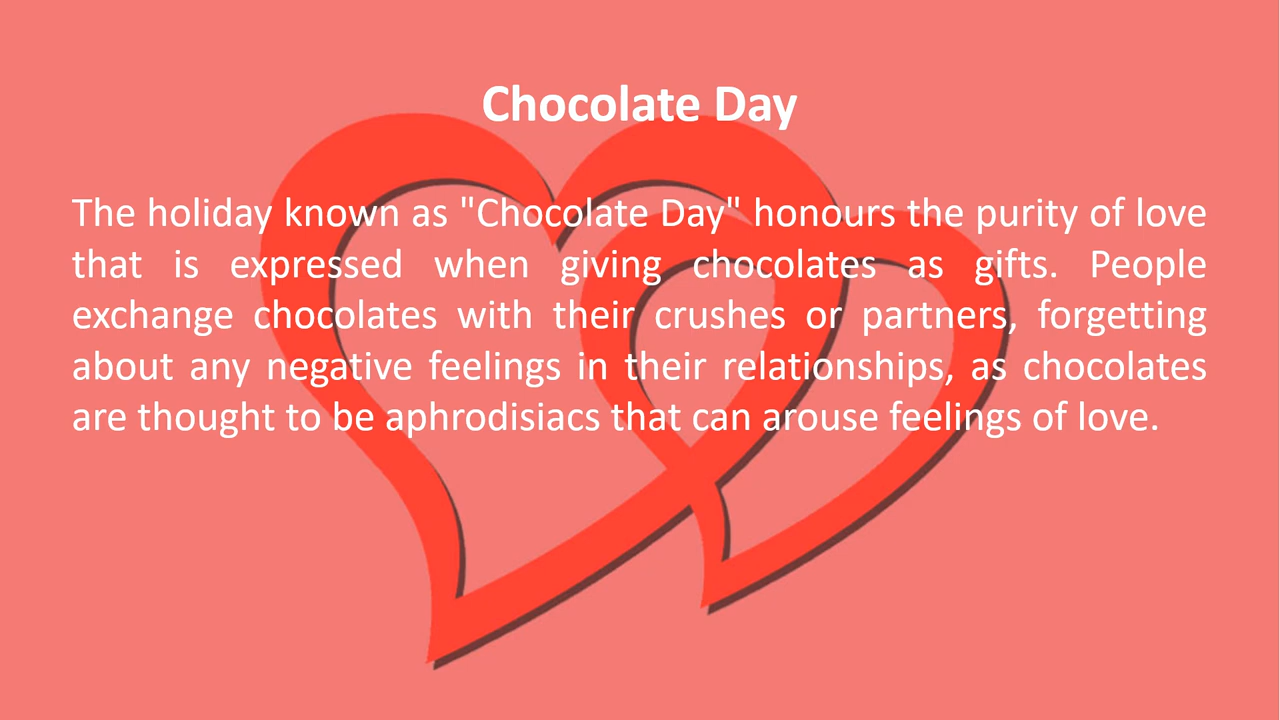 Chocolate Day
The holiday known as "Chocolate Day" honours the purity of love
that is expressed when giving chocolates as gifts. People
exchange chocolates with their crushes or partners, forgetting
about any negative feelings in their relationships, as chocolates
are thought to be aphrodisiacs that can arouse feelings of love.